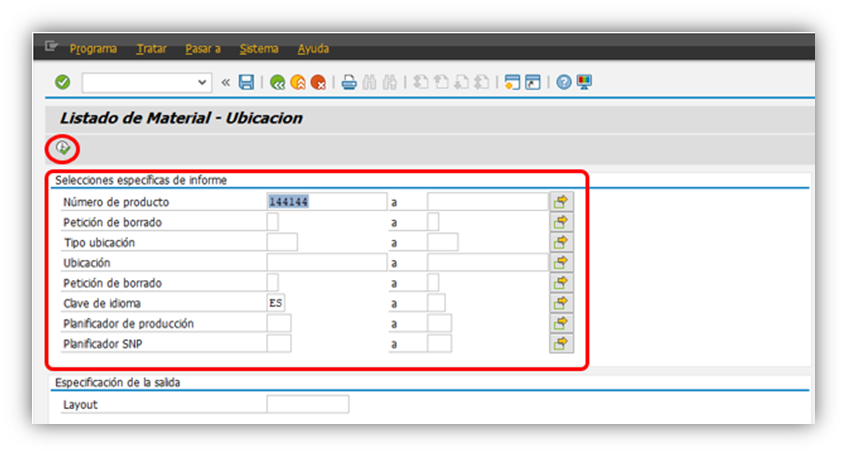 Programa Tratar Pasar a Sistema Ayuda
Listado de Material - Ubicacion
Selecciones específicas de informe
Número de producto 144144 a
Petición de borrado a
Tipo ubicación a
Ubicación a
Petición de borrado a
Clave de idioma ES a
Planificador de producción a
Planificador SNP a
Especificación de la salida
Layout